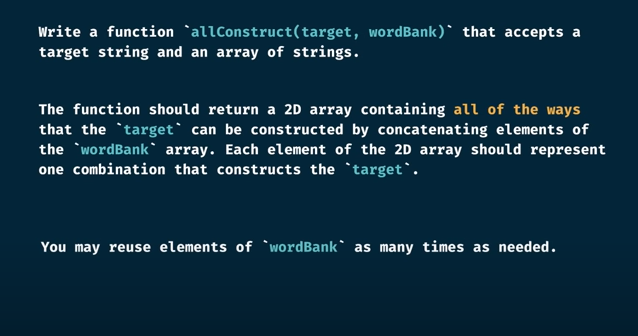 Write a function `allConstruct(target, wordBank)` that accepts a
target string and an array of strings.
The function should return a 2D array containing all of the ways
that the `target` can be constructed by concatenating elements of
the `wordBank` array. Each element of the 2D array should represent
one combination that constructs the `target`.
You may reuse elements of `wordBank` as many times as needed.